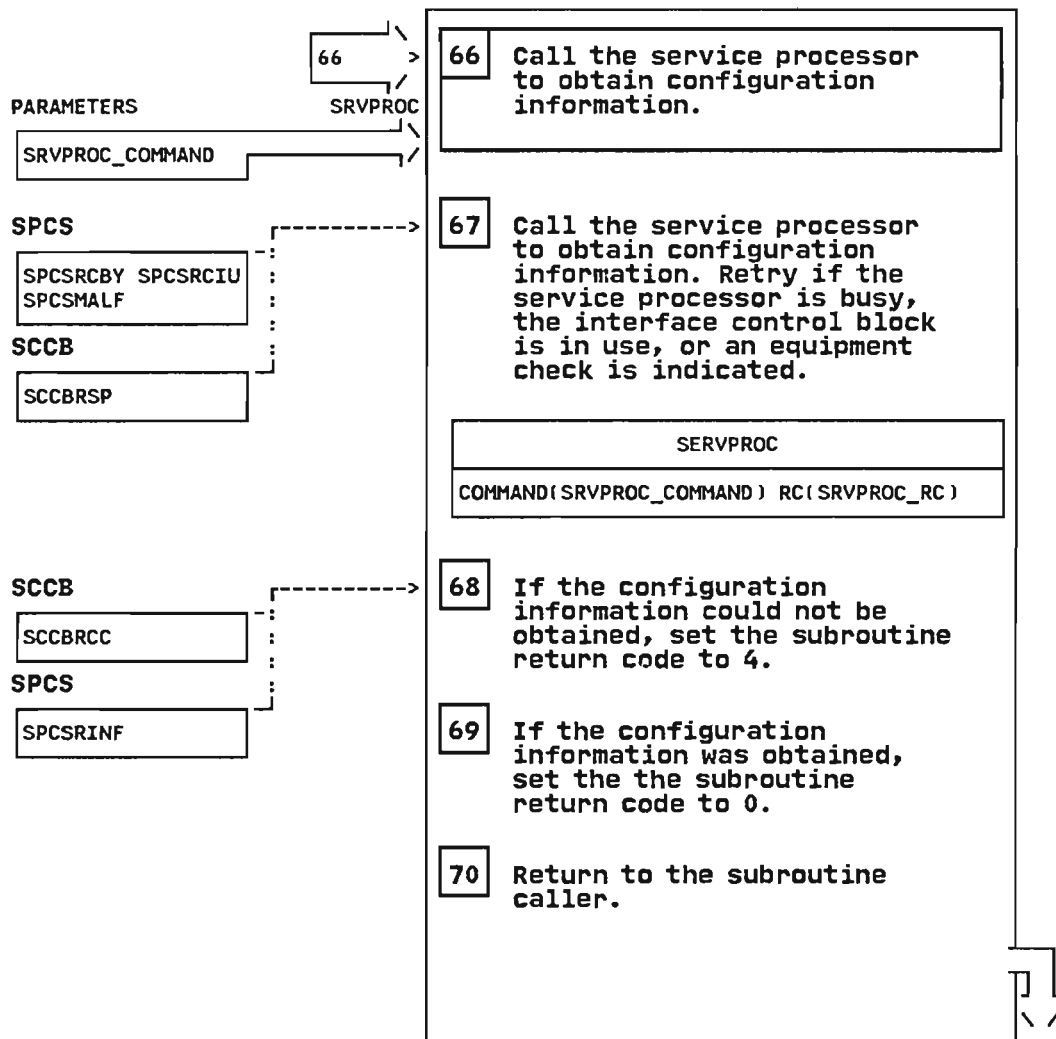 66
66 Call the service processor
to obtain configuration
information.
PARAMETERS SRVPROC
SRVPROC_COMMAND
SPCS
SPCSRCBY SPCSRCIU
SPCSMALF
SCCB
SCCBRSP
67 Call the service processor
to obtain configuration
information. Retry if the
service processor is busy,
the interface control block
is in use, or an equipment
check is indicated.
SERVPROC
COMMAND(SRVPROC_COMMAND) RC(SRVPROC_RC)
SCCB
SCCBRCC
SPCS
SPCSRINF
68 If the configuration
information could not be
obtained, set the subroutine
return code to 4.
69 If the configuration
information was obtained,
set the the subroutine
return code to 0.
70 Return to the subroutine
caller.